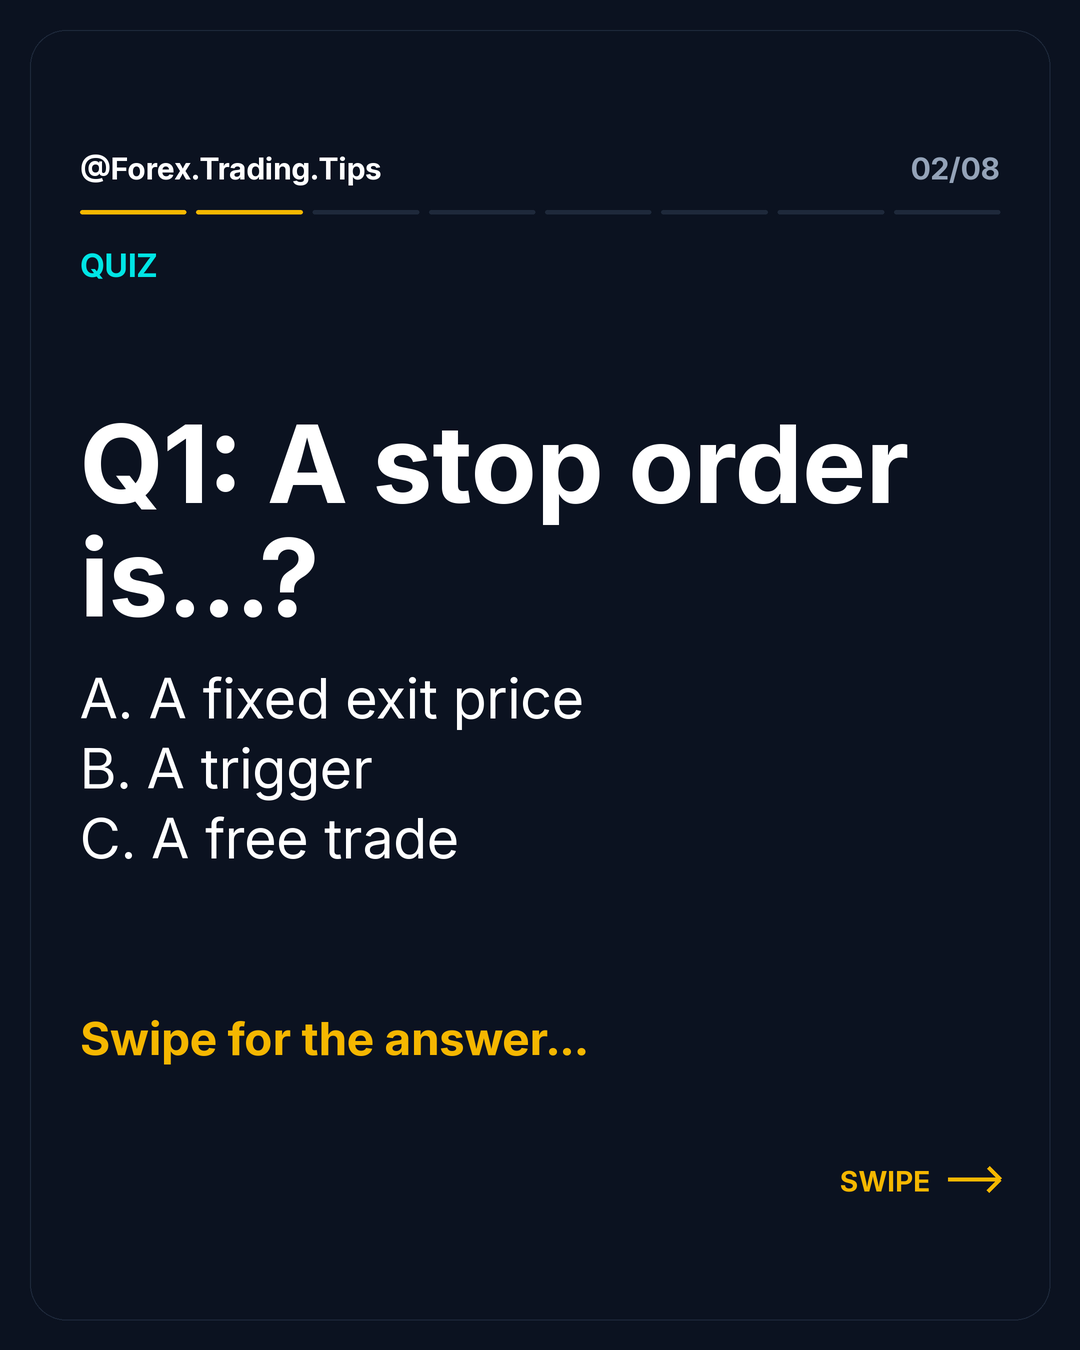 @Forex.Trading.Tips
02/08
QUIZ
Q1: A stop order
is...?
A. A fixed exit price
B. A trigger
C. A free trade
Swipe for the answer...
SWIPE